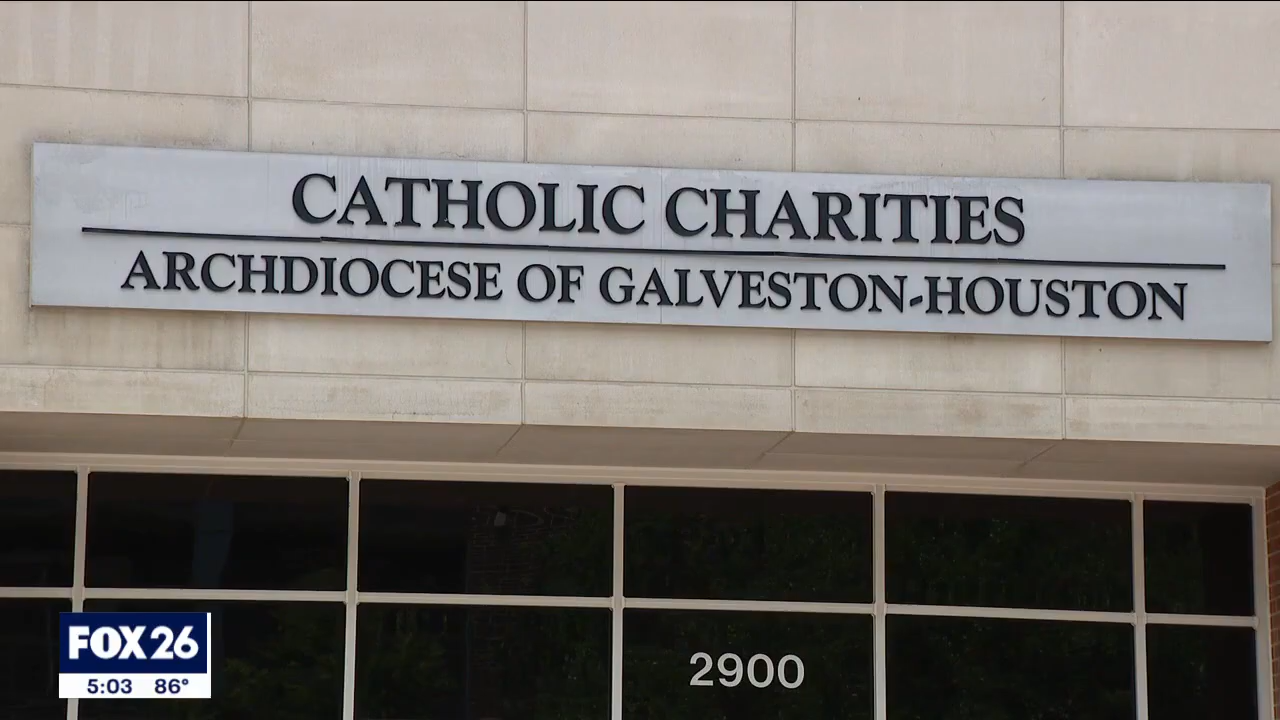 CATHOLIC CHARITIES
ARCHDIOCESE OF GALVESTON-HOUSTON
2900
FOX 26
5:03 86°